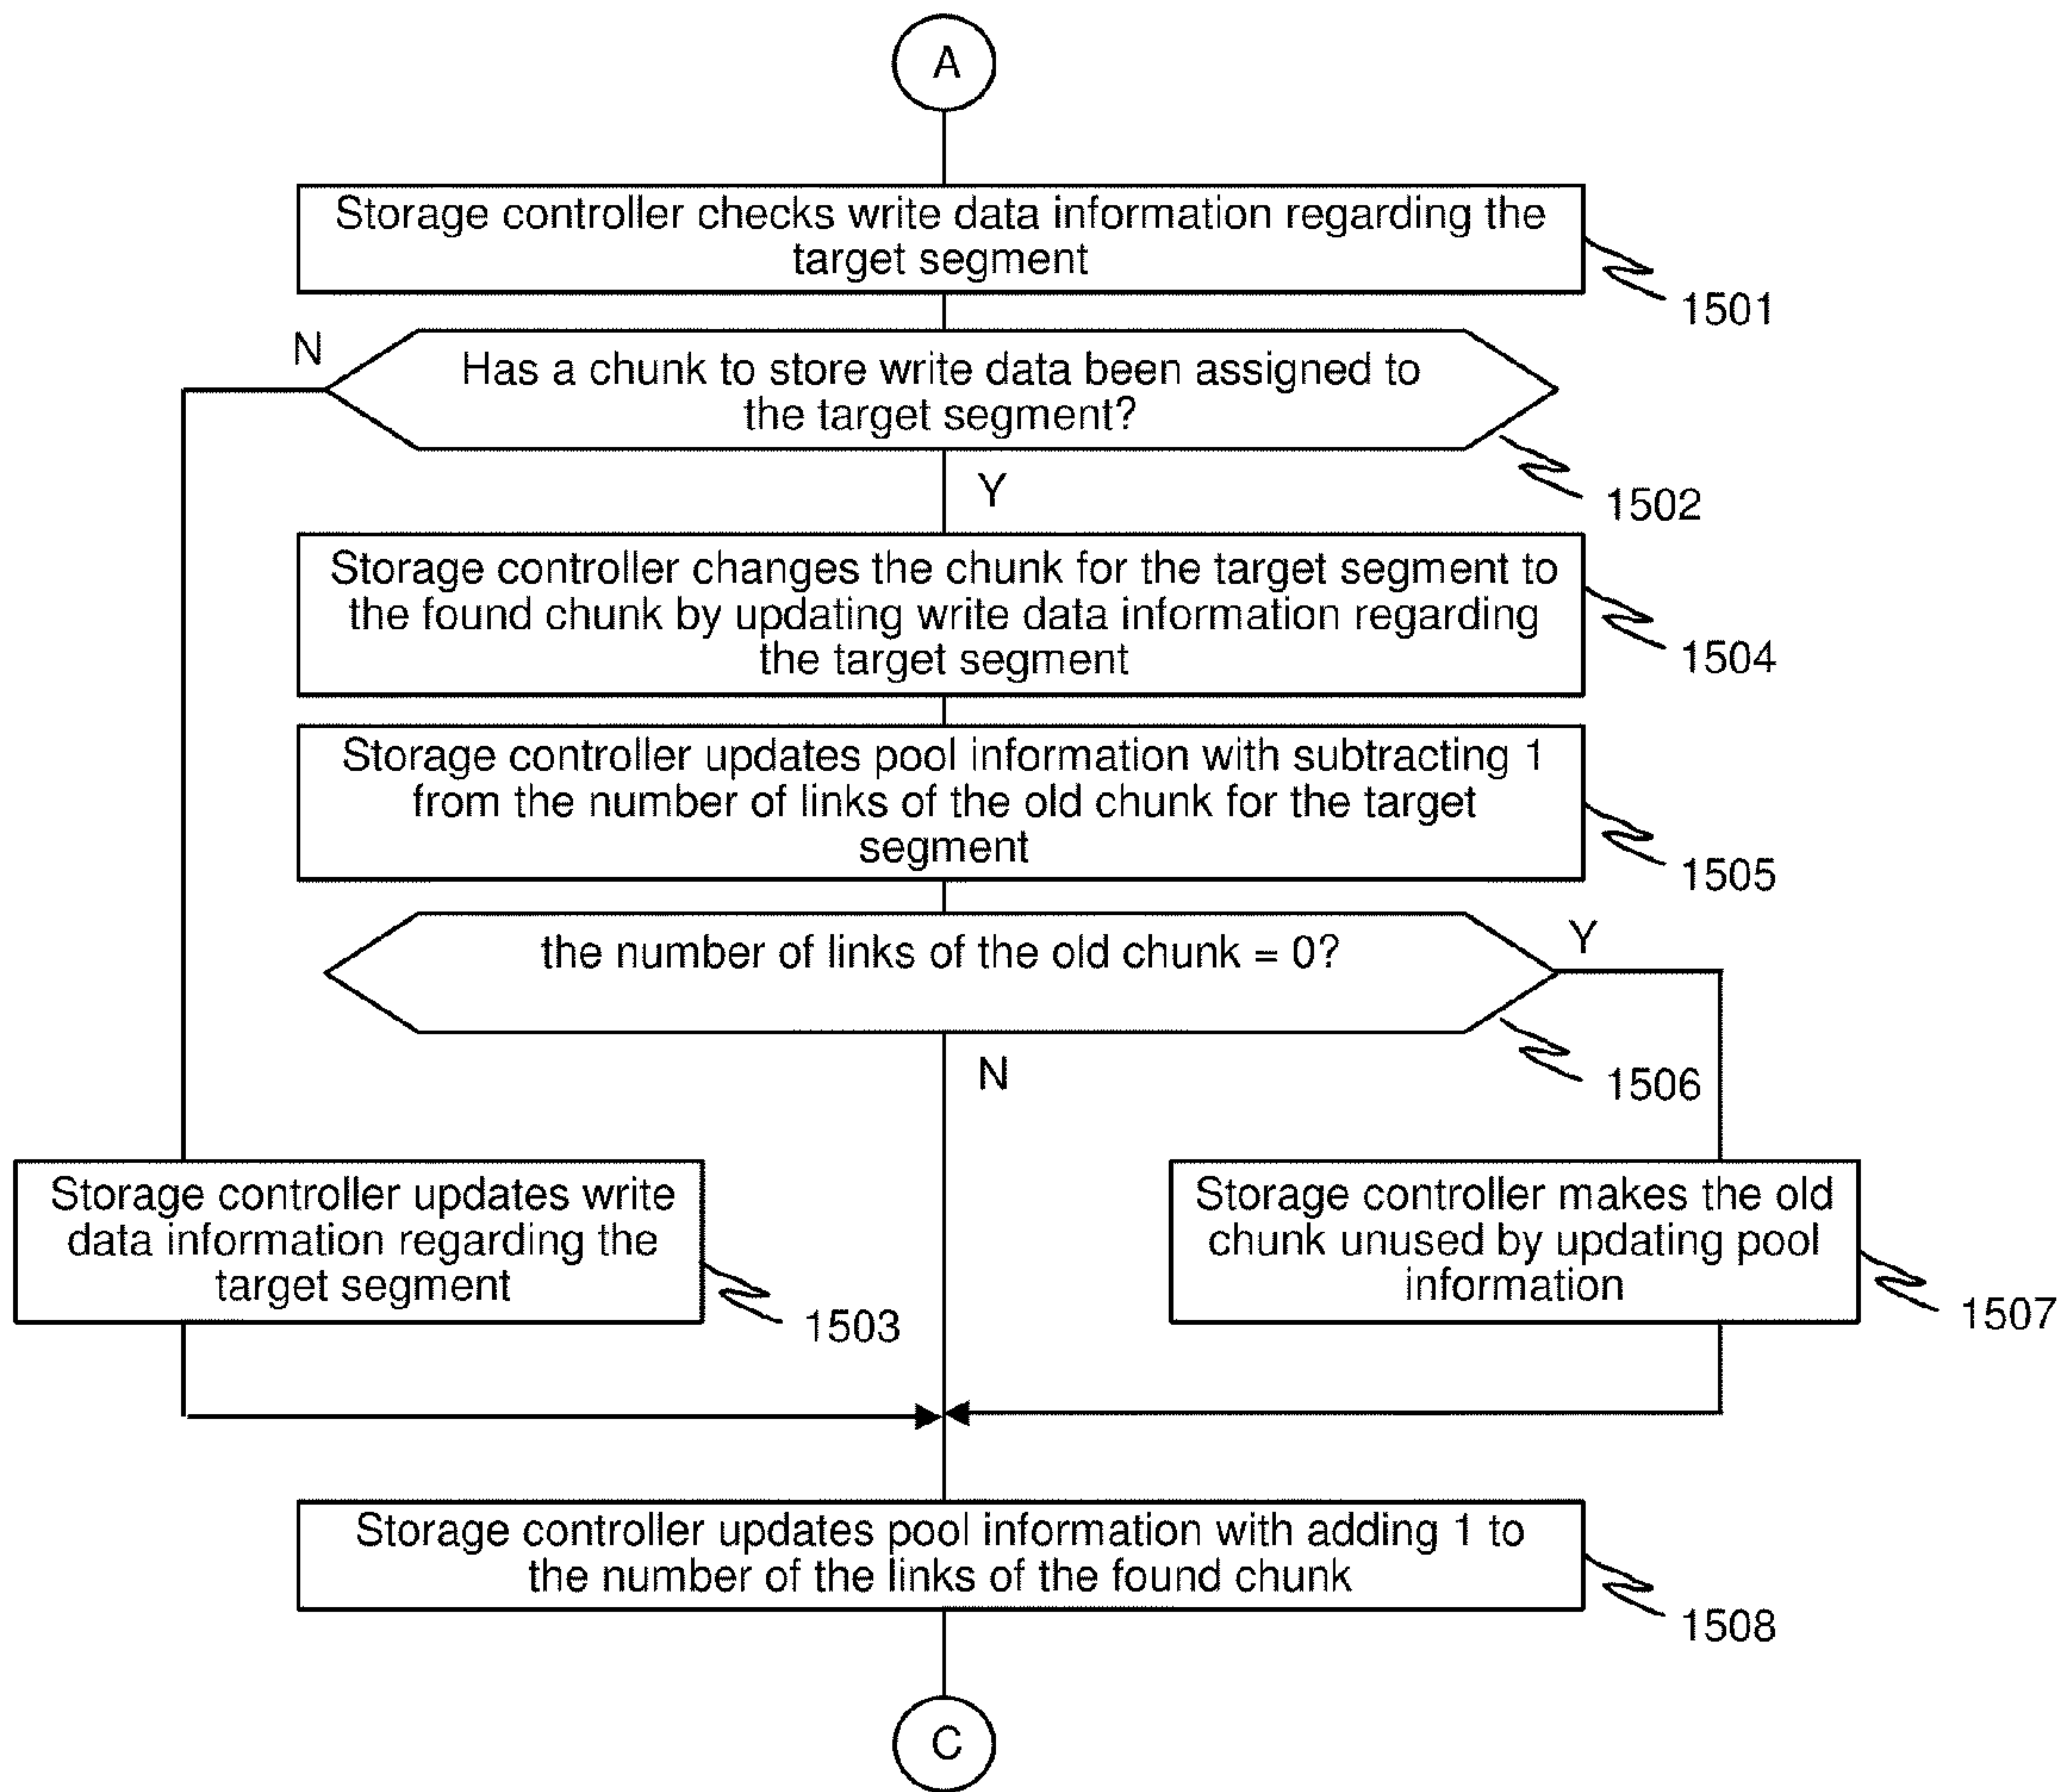 A
Storage controller checks write data information regarding the
target segment
1501
N
Has a chunk to store write data been assigned to
the target segment?
1502
Y
Storage controller changes the chunk for the target segment to
the found chunk by updating write data information regarding
the target segment
1504
Storage controller updates pool information with subtracting 1
from the number of links of the old chunk for the target
segment
1505
the number of links of the old chunk = 0?
Y
1506
N
Storage controller updates write
data information regarding the
target segment
1503
Storage controller makes the old
chunk unused by updating pool
information
1507
Storage controller updates pool information with adding 1 to
the number of the links of the found chunk
1508
C